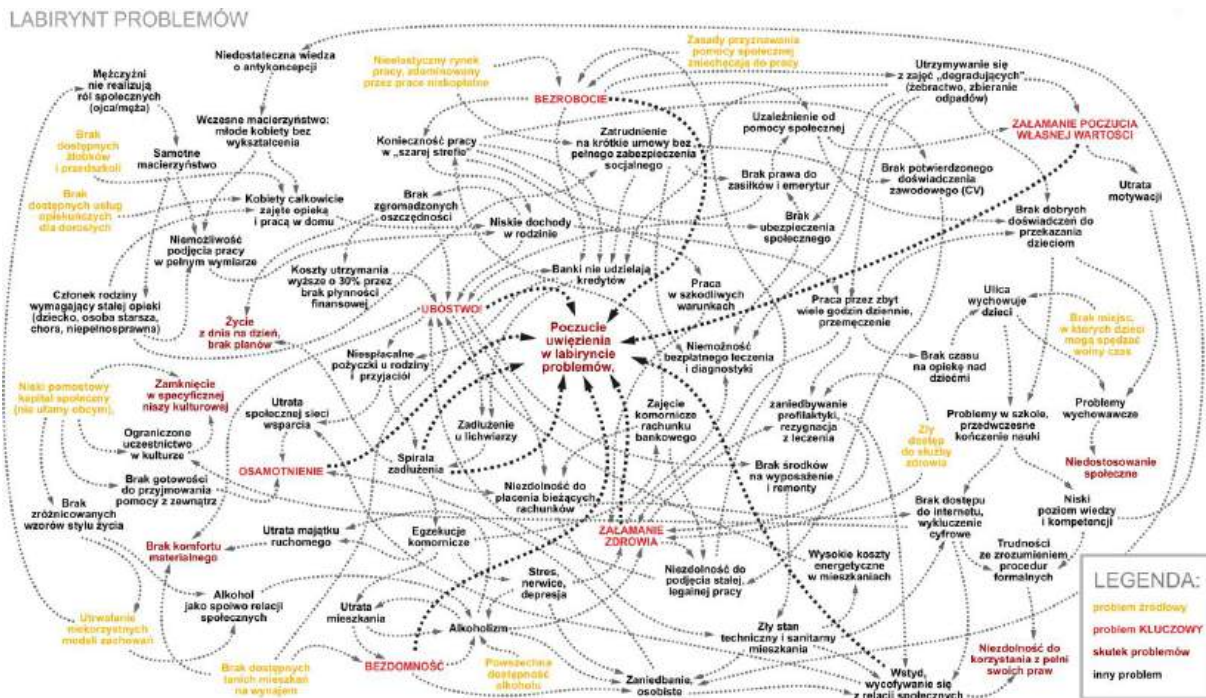 LABIRYNT PROBLEMÓW
Niedostateczna wiedza
o antykoncepcji
Mężczyźni
nie realizują
ról społecznych
(ojca/męża)
Nieelastyczny rynek
pracy, zdominowany
przez prace niskopłatne
Zasady przyznawania
pomocy społecznej
zniechęcają do pracy
BEZROBOCIE
Utrzymywanie się
z zajęć „degradujących”
(żebractwo, zbieranie
odpadów)
Wczesne macierzyństwo:
młode kobiety bez
wykształcenia
Brak
dostępnych
żłobków
i przedszkoli
Samotne
macierzyństwo
Konieczność pracy
w „szarej strefie”
Zatrudnienie
na krótkie umowy bez
pełnego zabezpieczenia
socjalnego
Uzależnienie od
pomocy społecznej
ZAŁAMANIE POCZUCIA
WŁASNEJ WARTOŚCI
Brak prawa do
zasiłków i emerytur
Brak potwierdzonego
doświadczenia
zawodowego (CV)
Utrata
motywacji
Brak
dostępnych usług
opiekuńczych
dla dorosłych
Kobiety całkowicie
zajęte opieką
i pracą w domu
Brak
zgromadzonych
oszczędności
Niskie dochody
w rodzinie
Brak
ubezpieczenia
społecznego
Brak dobrych
doświadczeń do
przekazania
dzieciom
Niemożliwość
podjęcia pracy
w pełnym wymiarze
Koszty utrzymania
wyższe o 30% przez
brak płynności
finansowej
Banki nie udzielają
kredytów
Praca
w szkodliwych
warunkach
Praca przez zbyt
wiele godzin dziennie,
przemęczenie
Ulica
wychowuje
dzieci
Członek rodziny
wymagający stałej opieki
(dziecko, osoba starsza,
chora, niepełnosprawna)
Życie
z dnia na dzień,
brak planów
UBÓSTWO!
Poczucie
uwięzienia
w labiryncie
problemów.
Brak miejsc,
w których dzieci
mogą spędzać
wolny czas
Niespłacalne
pożyczki u rodziny
przyjaciół
Niemożność
bezpłatnego leczenia
i diagnostyki
Brak czasu
na opiekę nad
dziećmi
Niski pomostowy
kapitał społeczny
(nie ufamy obcym),
Zamknięcie
w specyficznej
niszy kulturowej
Utrata
społecznej sieci
wsparcia
Zadłużenie
u lichwiarzy
Zajęcie
komornicze
rachunku
bankowego
zaniedbywanie
profilaktyki,
rezygnacja
z leczenia
Problemy w szkole,
przedwczesne
kończenie nauki
Problemy
wychowawcze
Ograniczone
uczestnictwo
w kulturze
OSAMOTNIENIE
Spirala
zadłużenia
Zły
dostęp
do służby
zdrowia
Niedostosowanie
społeczne
Brak gotowości
do przyjmowania
pomocy z zewnątrz
Niezdolność do
płacenia bieżących
rachunków
Brak środków
na wyposażenie
i remonty
Brak
zróżnicowanych
wzorów stylu życia
Brak dostępu
do internetu,
wykluczenie
cyfrowe
Niski
poziom wiedzy
i kompetencji
Brak komfortu
materialnego
Utrata majątku
ruchomego
Egzekucje
komornicze
ZAŁAMANIE
ZDROWIA
Wysokie koszty
energetyczne
w mieszkaniach
Trudności
ze zrozumieniem
procedur
formalnych
Alkohol
jako spoiwo relacji
społecznych
Stres,
nerwice,
depresja
Niezdolność do
podjęcia stałej,
legalnej pracy
Utrwalanie
niekorzystnych
modeli zachowań
Utrata
mieszkania
Alkoholizm
Zły stan
techniczny i sanitarny
mieszkania
Niezdolność do
korzystania z pełni
swoich praw
Brak dostępnych
tanich mieszkań
na wynajem
BEZDOMNOŚĆ
Powszechna
dostępność
alkoholu
Zaniedbanie,
osobiste
Wstyd,
wycofywanie się
z relacji społecznych
LEGENDA:
problem źródłowy
problem KLUCZOWY
skutek problemów
inny problem